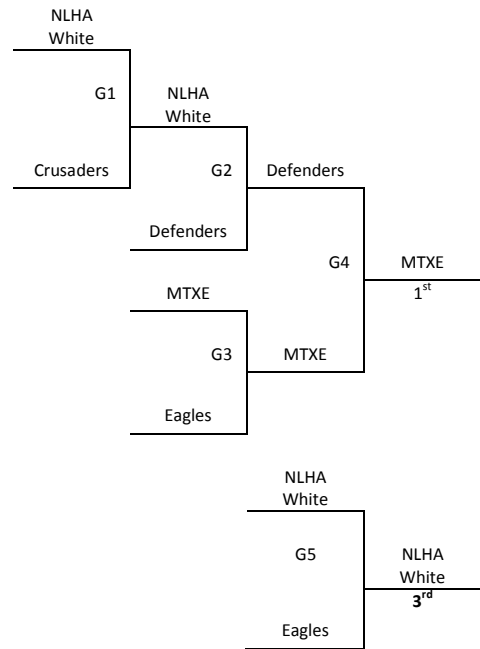 NLHA
White
G1
NLHA
White
Crusaders
G2
Defenders
Defenders
G4
MTXE
1st
MTXE
G3
MTXE
Eagles
NLHA
White
G5
NLHA
White
3rd
Eagles